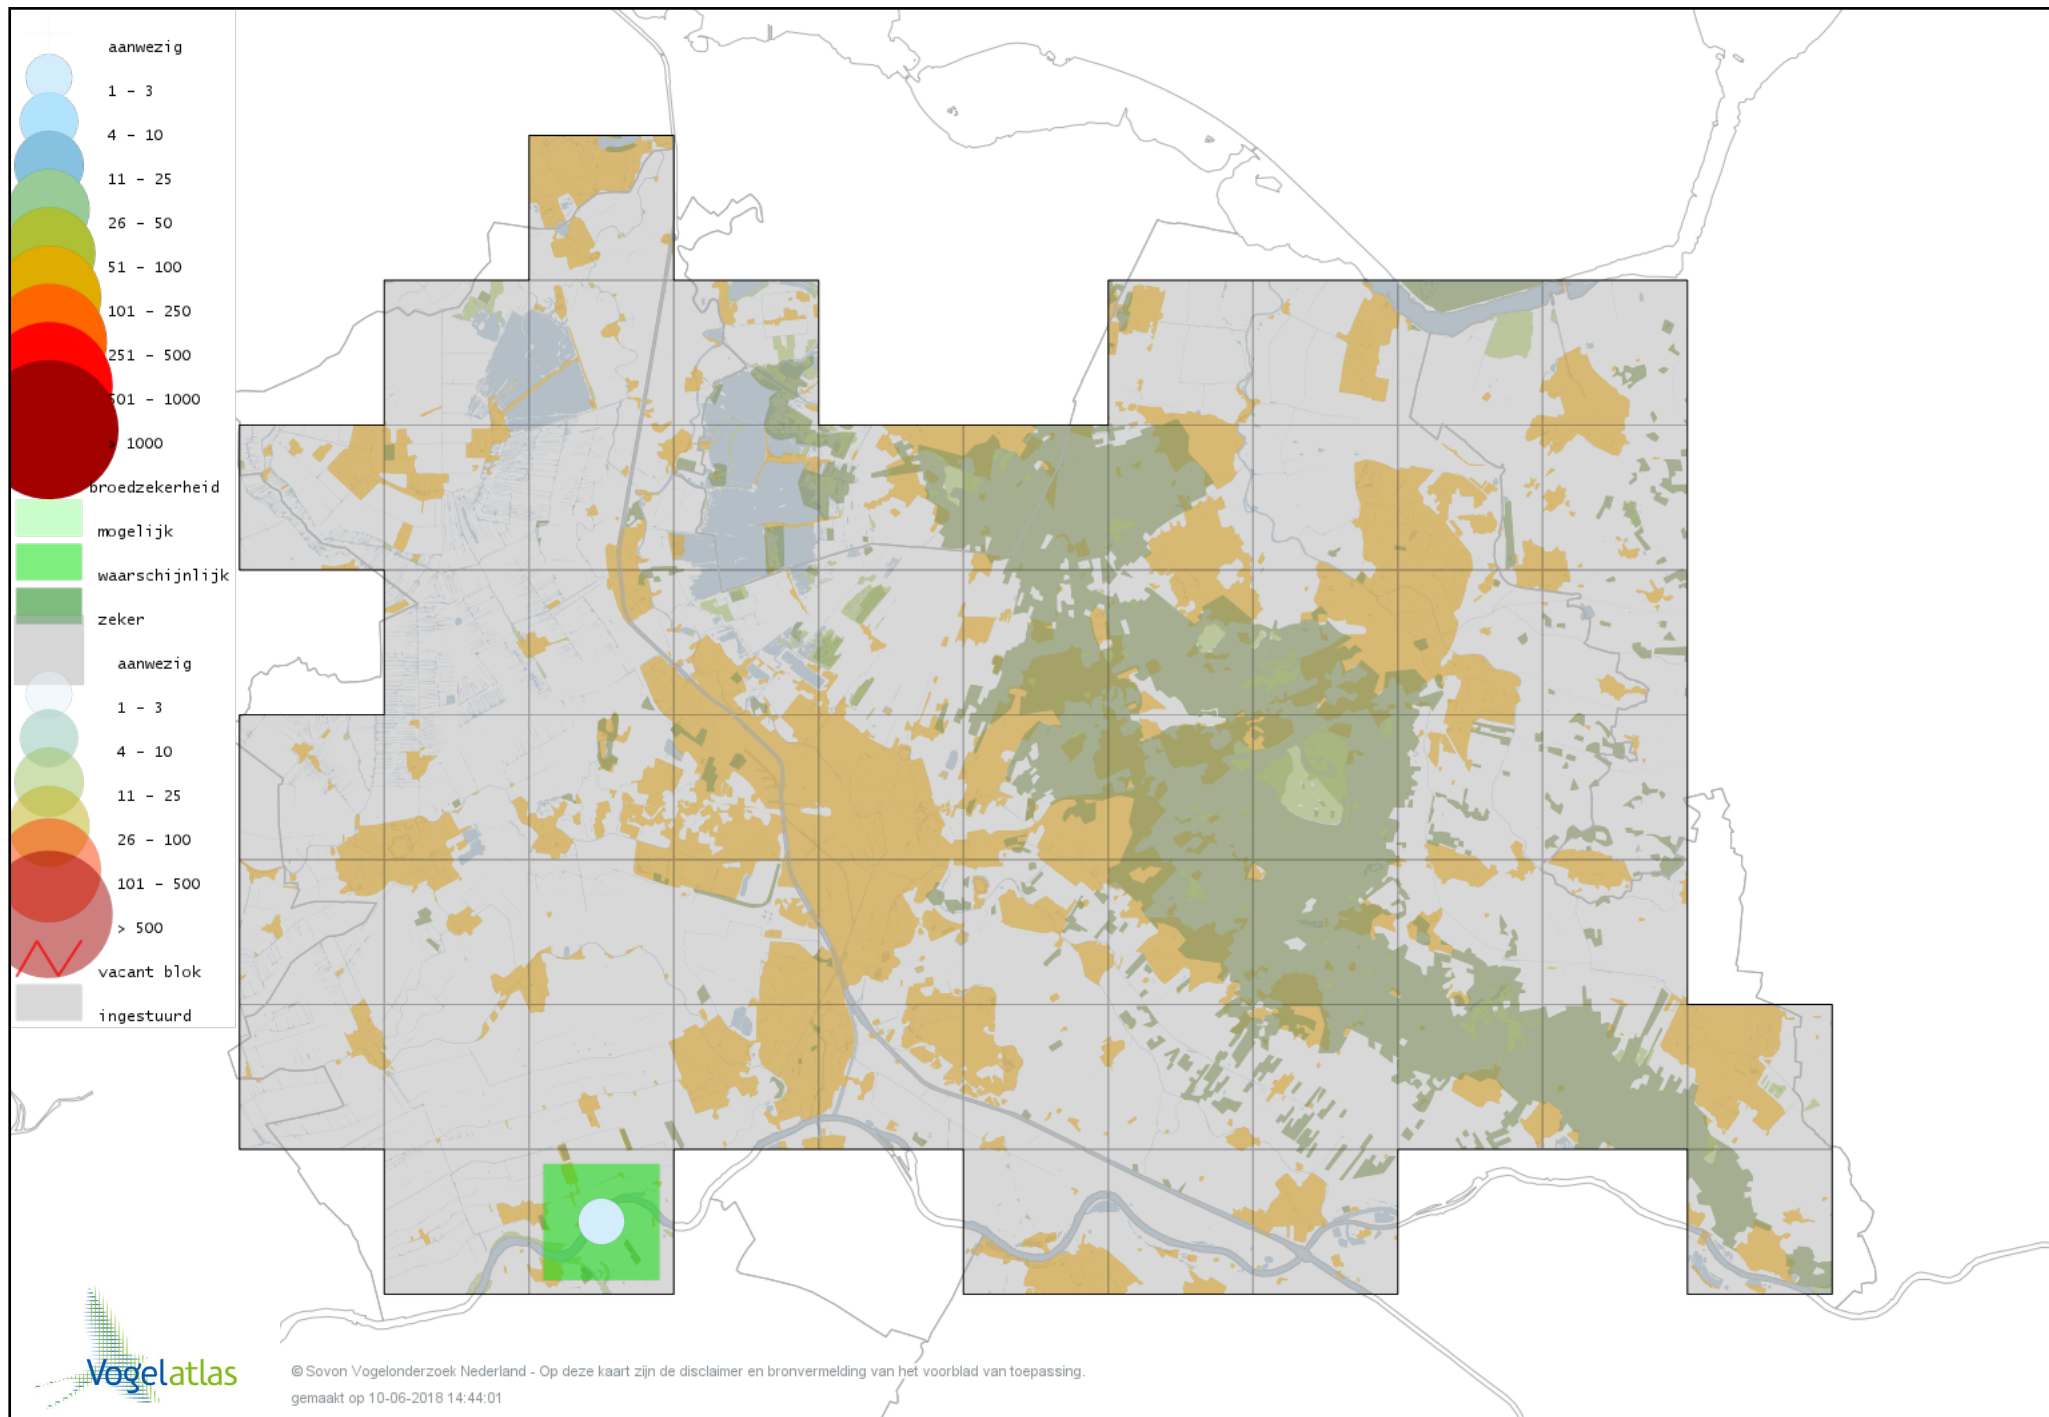 aanwezig
1 - 3
4 - 10
11 - 25
26 - 50
51 - 100
101 - 250
251 - 500
501 - 1000
> 1000
broedzekerheid
mogelijk
waarschijnlijk
zeker
aanwezig
1 - 3
4 - 10
11 - 25
26 - 100
101 - 500
> 500
vacant blok
ingestuurd
Vogelatlas
© Sovon Vogelonderzoek Nederland - Op deze kaart zijn de disclaimer en bronvermelding van het voorblad van toepassing.
gemaakt op 10-06-2018 14:44:01